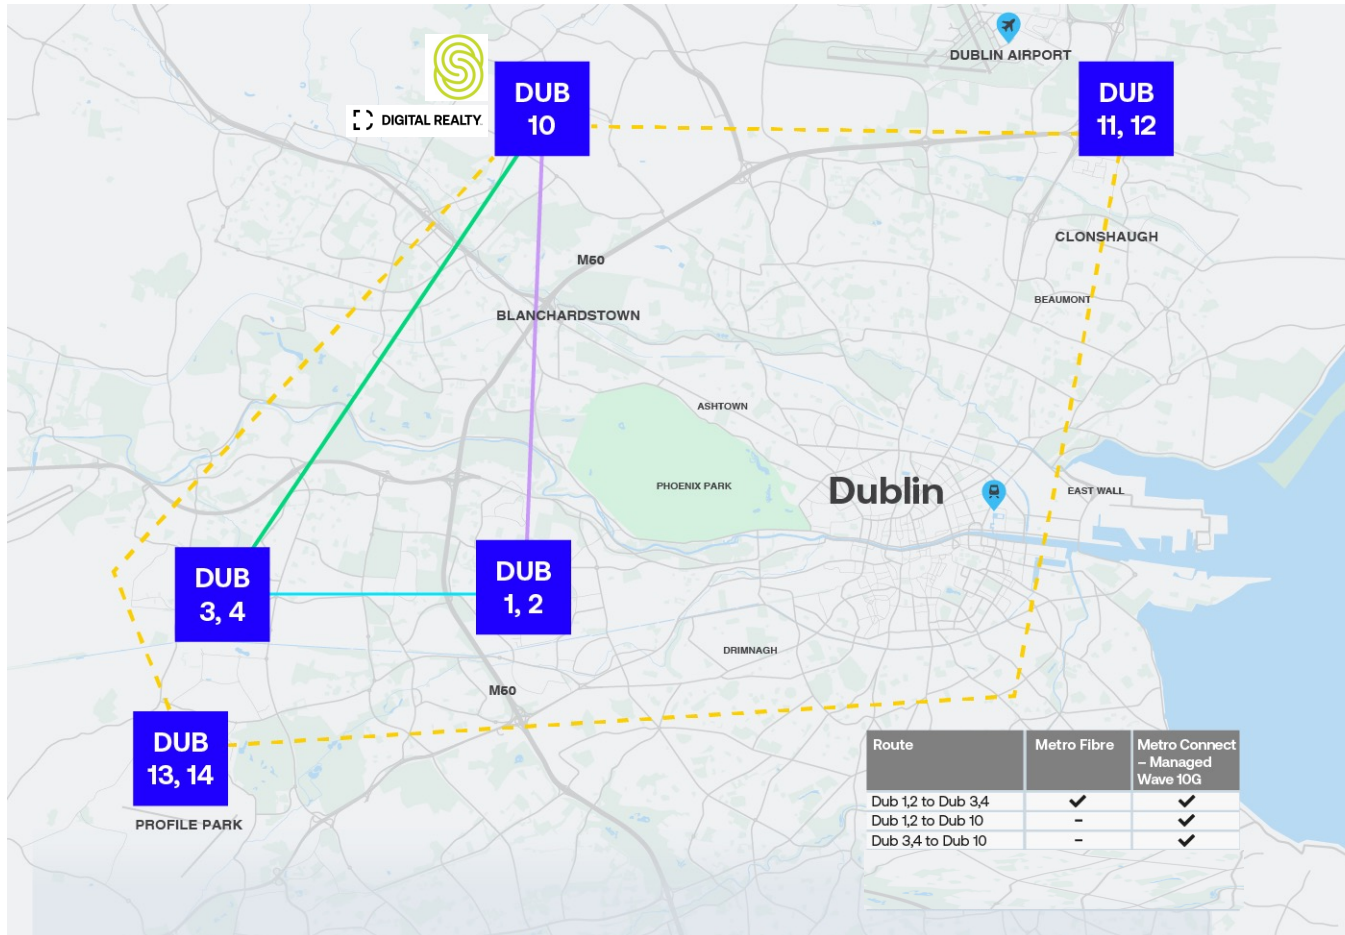 DUBLIN AIRPORT
DIGITAL REALTY
DUB
10
DUB
11, 12
CLONSHAUGH
M50
BEAUMONT
BLANCHARDSTOWN
ASHTOWN
PHOENIX PARK
Dublin
EAST WALL
DUB
3, 4
DUB
1, 2
DRIMNAGH
M50
DUB
13, 14
PROFILE PARK
Route Metro Fibre Metro Connect
– Managed
Wave 10G
Dub 1,2 to Dub 3,4 ✓ ✓
Dub 1,2 to Dub 10 – ✓
Dub 3,4 to Dub 10 – ✓